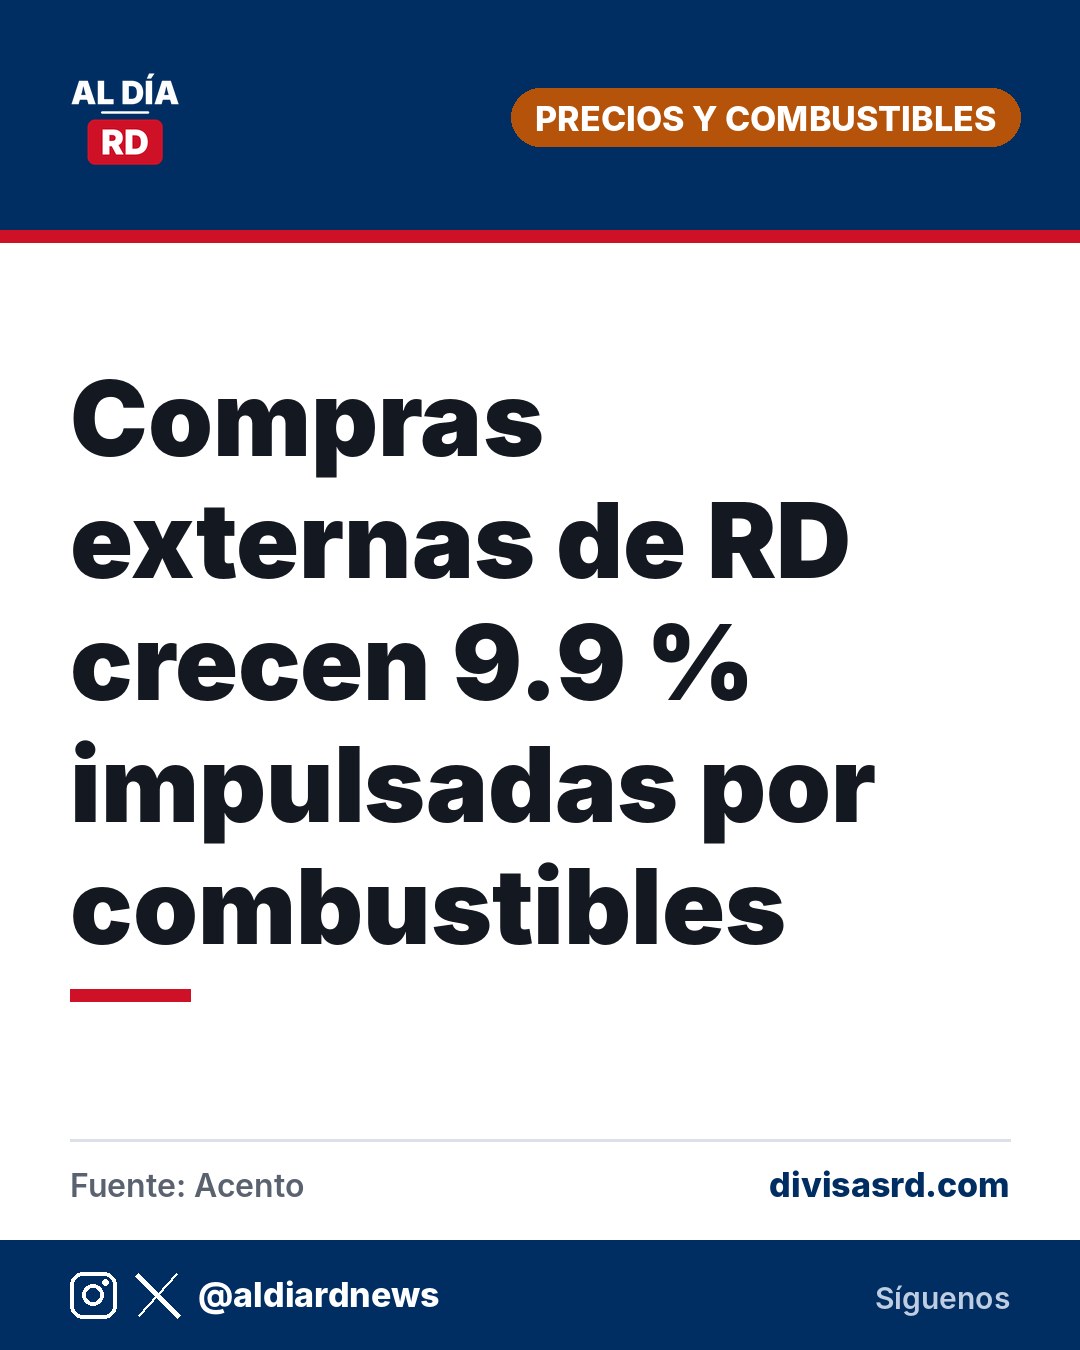 AL DÍA
RD
PRECIOS Y COMBUSTIBLES
Compras
externas de RD
crecen 9.9 %
impulsadas por
combustibles
Fuente: Acento
divisasrd.com
@aldiardnews
Síguenos